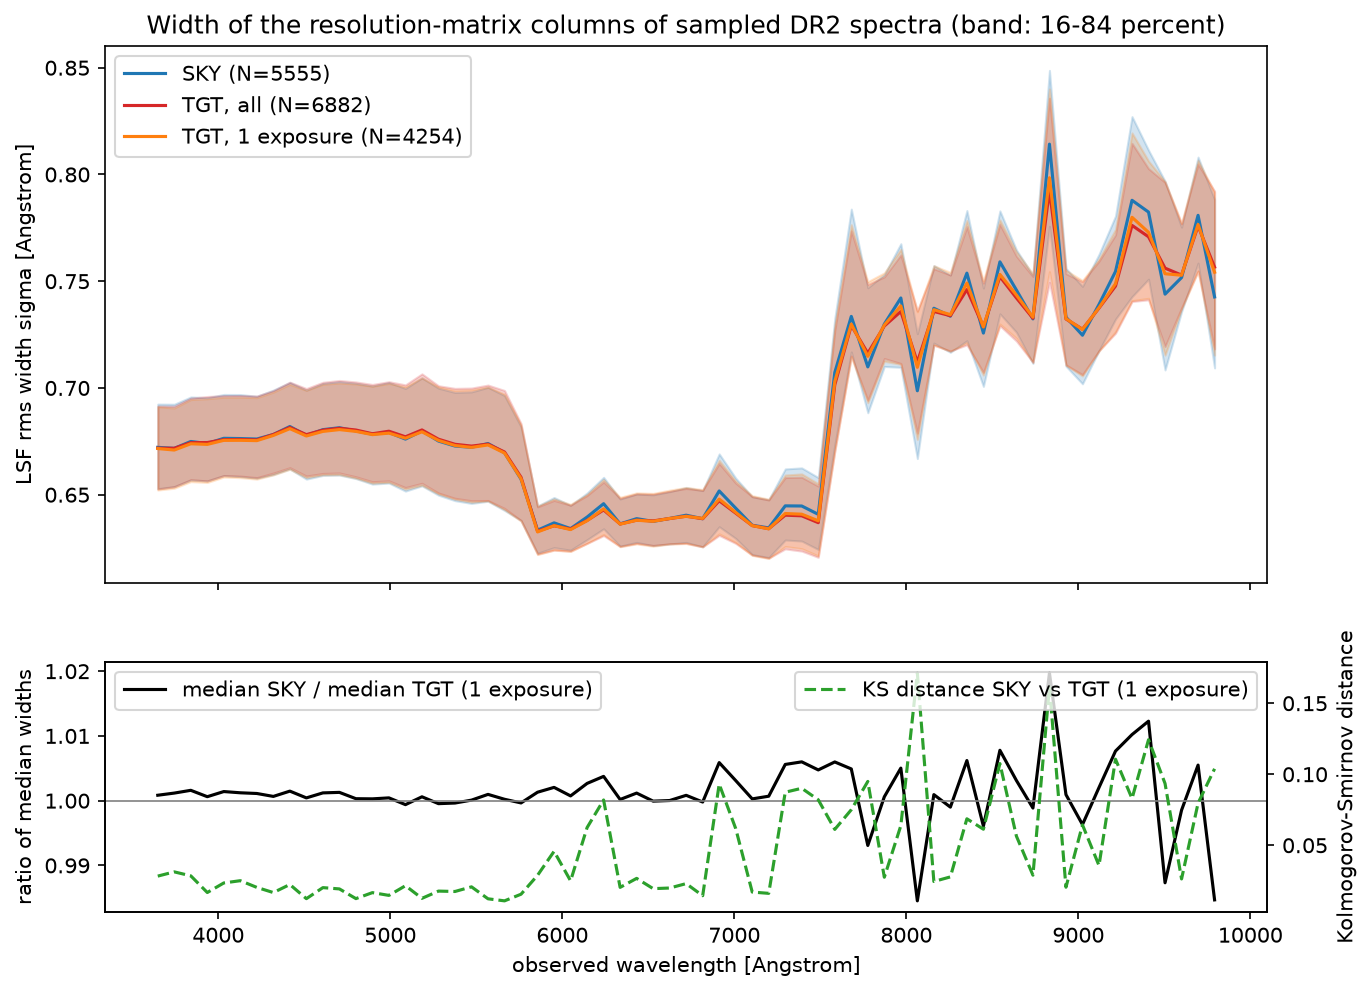 Width of the resolution-matrix columns of sampled DR2 spectra (band: 16-84 percent)
LSF rms width sigma [Angstrom]
0.85
0.80
0.75
0.70
0.65
SKY (N=5555)
TGT, all (N=6882)
TGT, 1 exposure (N=4254)
ratio of median widths
1.02
1.01
1.00
0.99
median SKY / median TGT (1 exposure)
KS distance SKY vs TGT (1 exposure)
0.15
0.10
0.05
Kolmogorov-Smirnov distance
4000 5000 6000 7000 8000 9000 10000
observed wavelength [Angstrom]